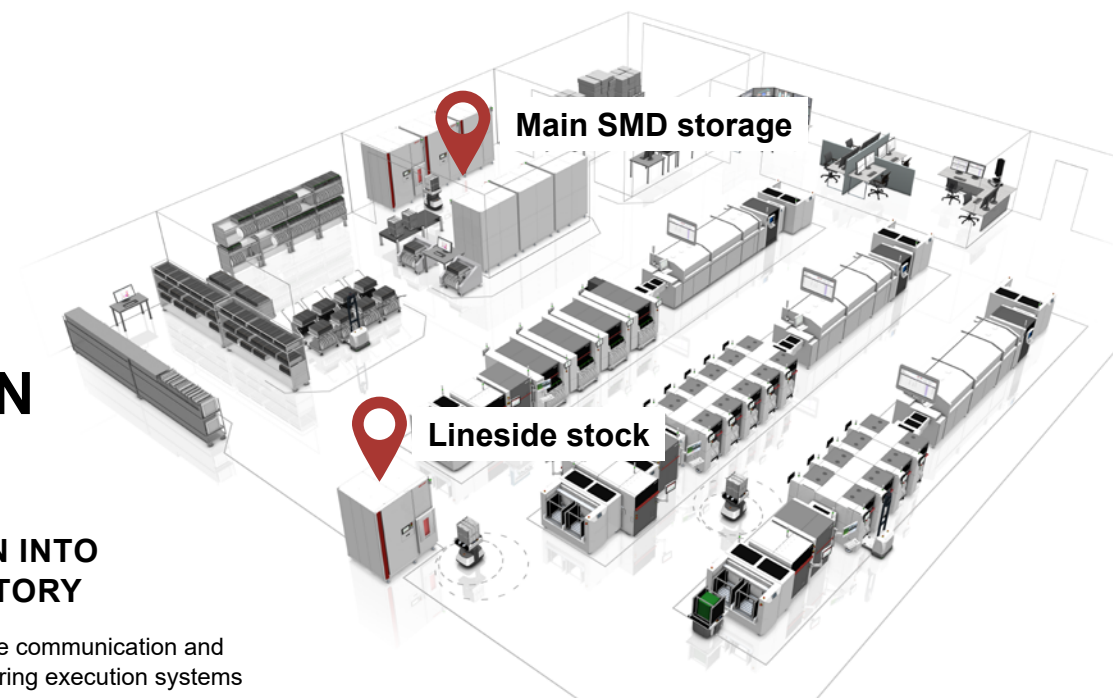 Main SMD storage
N
Lineside stock
N INTO
TORY
e communication and
ring execution systems